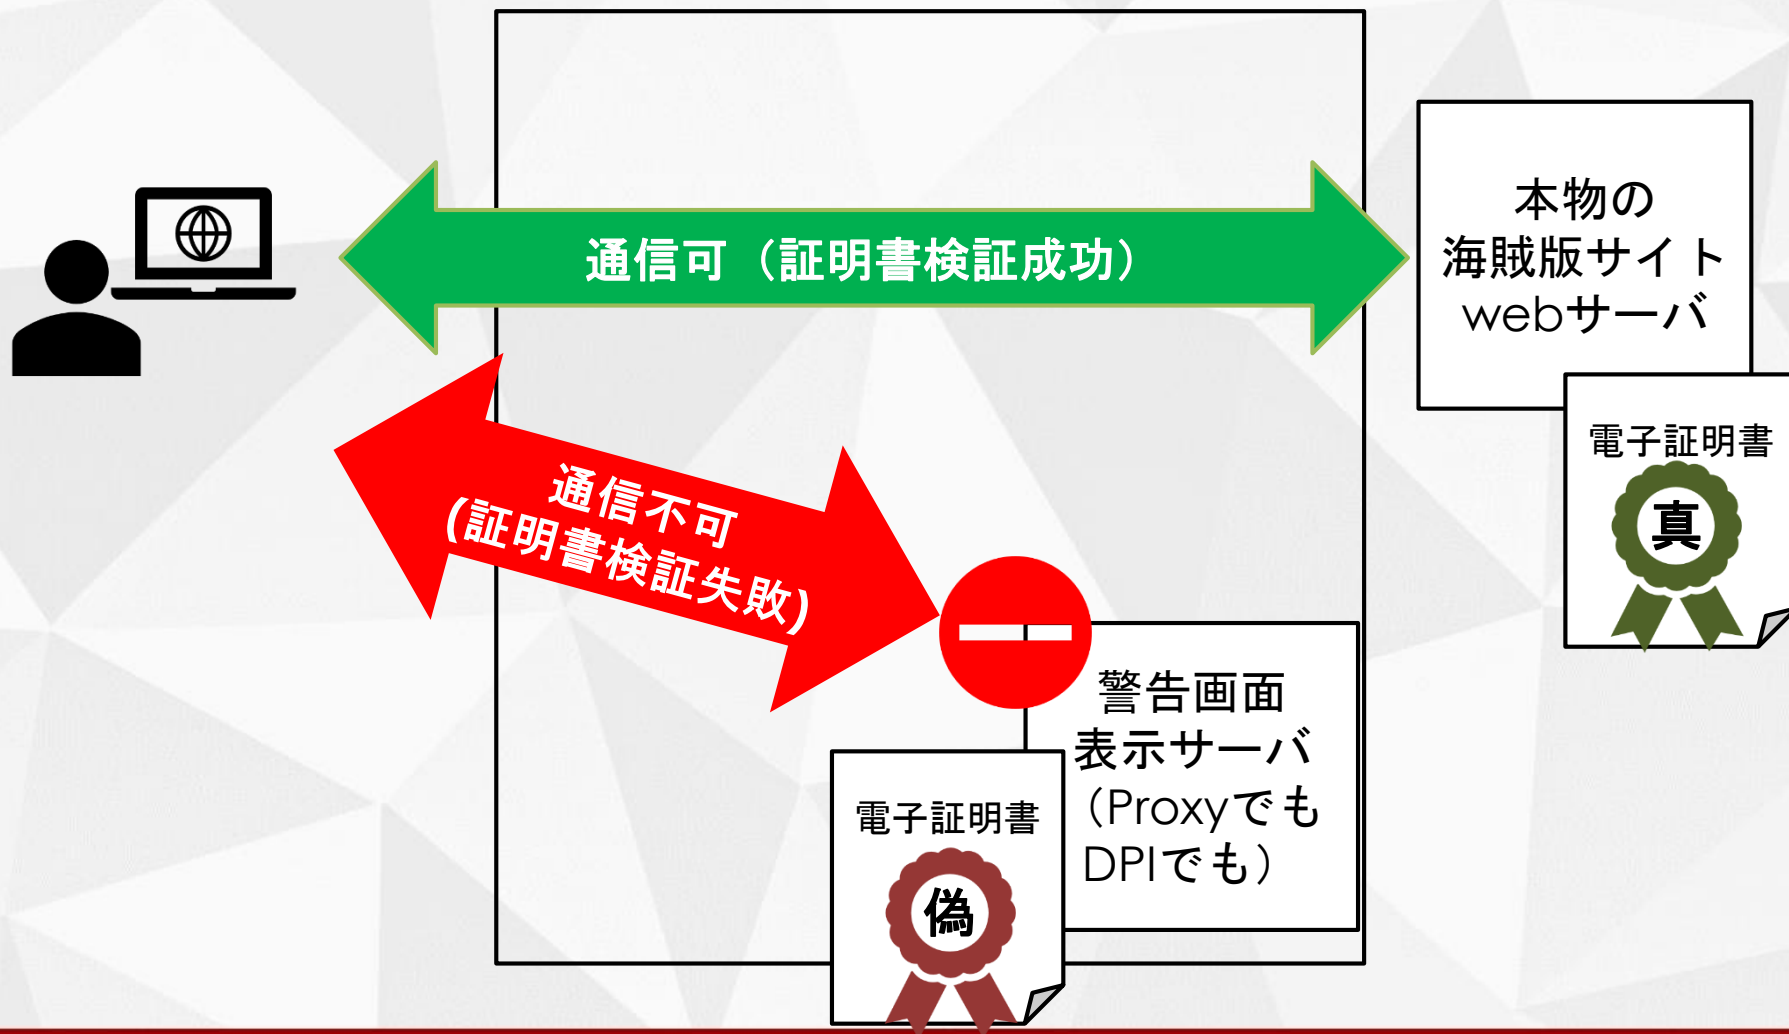 通信可（証明書検証成功）
本物の
海賊版サイト
webサーバ
電子証明書
真
通信不可
(証明書検証失敗)
警告画面
表示サーバ
（Proxyでも
DPIでも）
電子証明書
偽